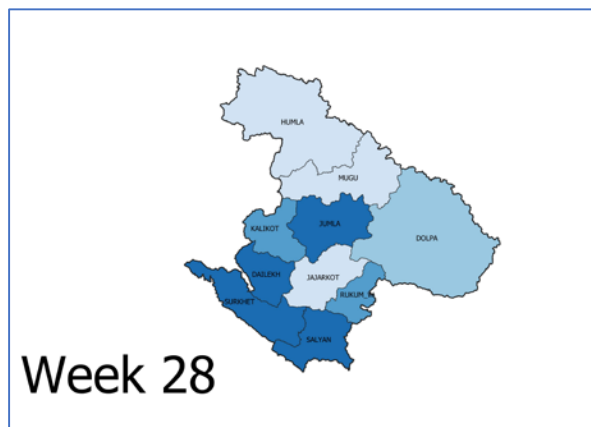 HUMLA
MUGU
KALIKOT
JUMLA
DOLPA
DAILEKH
JAJARKOT
RUKUM
SURKHET
SALYAN
Week 28